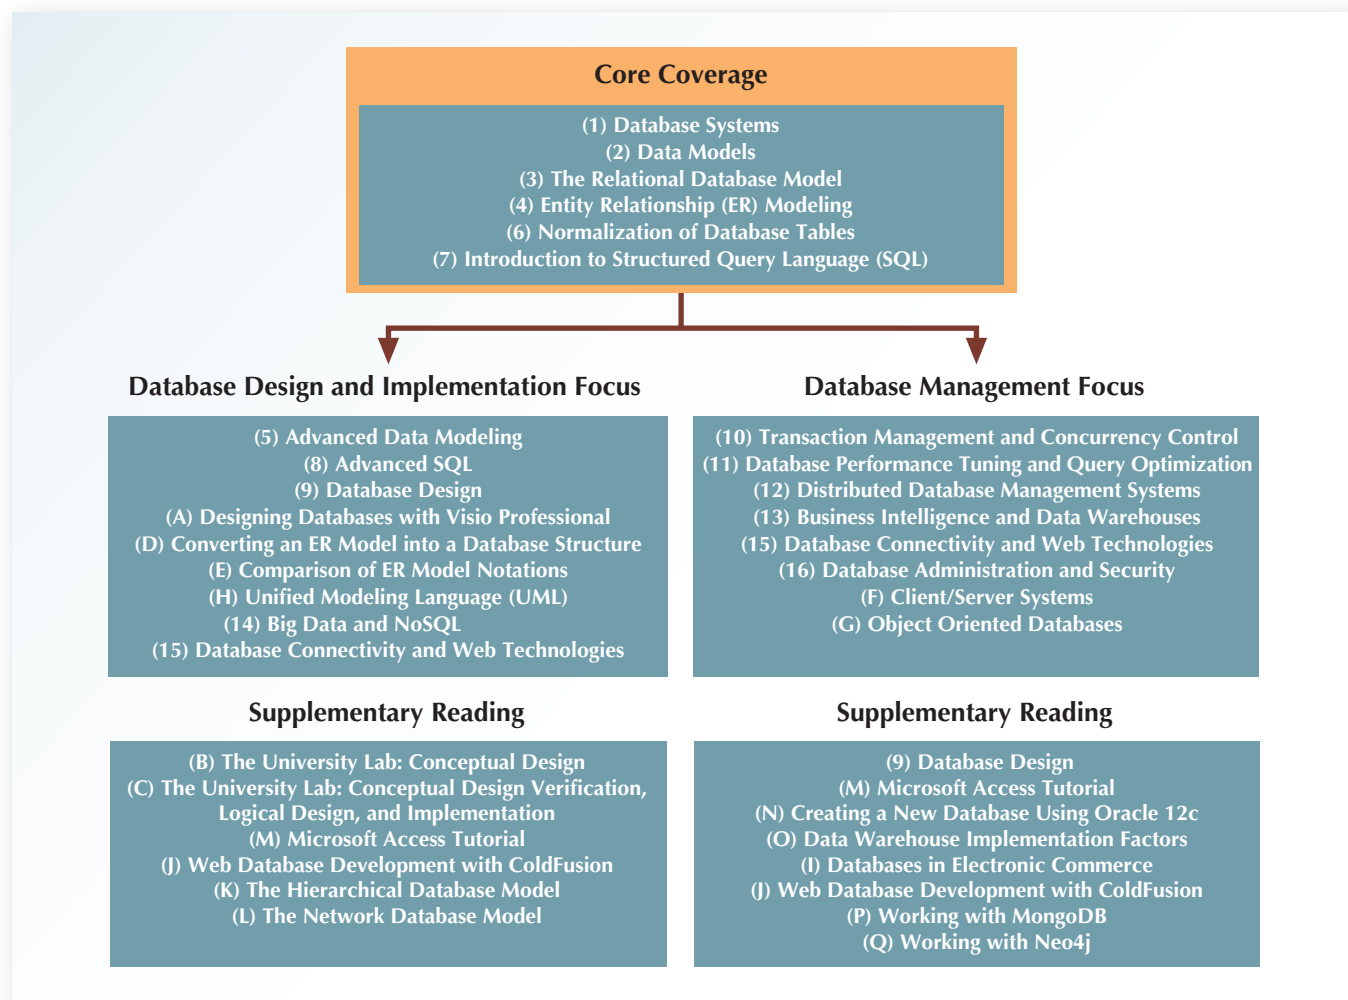 Core Coverage
(1) Database Systems
(2) Data Models
(3) The Relational Database Model
(4) Entity Relationship (ER) Modeling
(6) Normalization of Database Tables
(7) Introduction to Structured Query Language (SQL)
Database Design and Implementation Focus
(5) Advanced Data Modeling
(8) Advanced SQL
(9) Database Design
(A) Designing Databases with Visio Professional
(D) Converting an ER Model into a Database Structure
(E) Comparison of ER Model Notations
(H) Unified Modeling Language (UML)
(14) Big Data and NoSQL
(15) Database Connectivity and Web Technologies
Database Management Focus
(10) Transaction Management and Concurrency Control
(11) Database Performance Tuning and Query Optimization
(12) Distributed Database Management Systems
(13) Business Intelligence and Data Warehouses
(15) Database Connectivity and Web Technologies
(16) Database Administration and Security
(F) Client/Server Systems
(G) Object Oriented Databases
Supplementary Reading
(B) The University Lab: Conceptual Design
(C) The University Lab: Conceptual Design Verification,
Logical Design, and Implementation
(M) Microsoft Access Tutorial
(J) Web Database Development with ColdFusion
(K) The Hierarchical Database Model
(L) The Network Database Model
Supplementary Reading
(9) Database Design
(M) Microsoft Access Tutorial
(N) Creating a New Database Using Oracle 12c
(O) Data Warehouse Implementation Factors
(I) Databases in Electronic Commerce
(J) Web Database Development with ColdFusion
(P) Working with MongoDB
(Q) Working with Neo4j